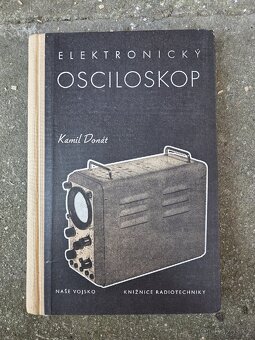 ELEKTRONICKÝ
OSCILOSKOP
Kamil Donát
NAŠE VOJSKO KNIŽNICE RADIOTECHNIKY